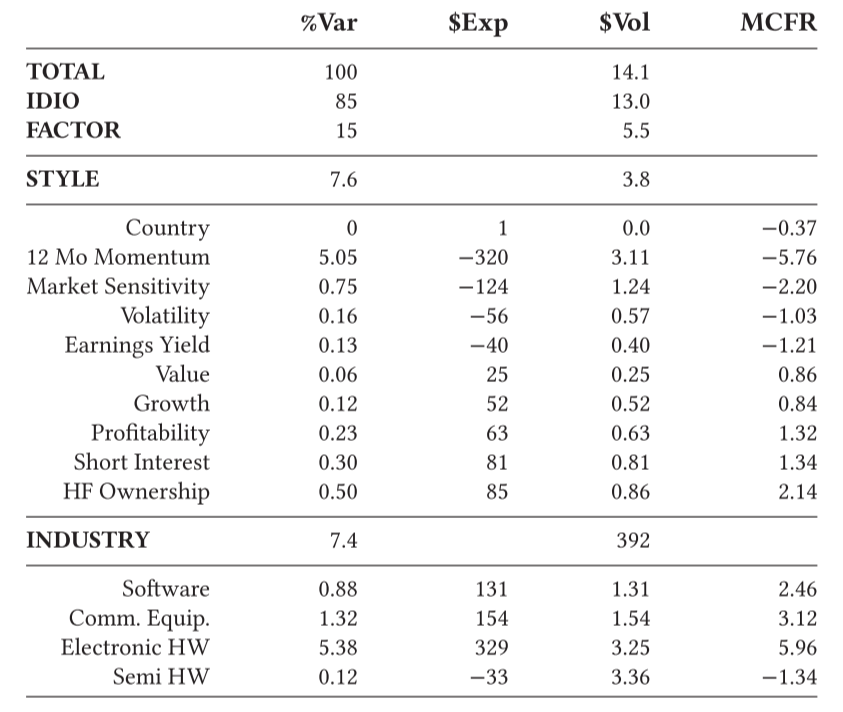 %Var $Exp $Vol MCFR
TOTAL 100 14.1
IDIO 85 13.0
FACTOR 15 5.5
STYLE 7.6 3.8
Country 0 1 0.0 −0.37
12 Mo Momentum 5.05 −320 3.11 −5.76
Market Sensitivity 0.75 −124 1.24 −2.20
Volatility 0.16 −56 0.57 −1.03
Earnings Yield 0.13 −40 0.40 −1.21
Value 0.06 25 0.25 0.86
Growth 0.12 52 0.52 0.84
Profitability 0.23 63 0.63 1.32
Short Interest 0.30 81 0.81 1.34
HF Ownership 0.50 85 0.86 2.14
INDUSTRY 7.4 392
Software 0.88 131 1.31 2.46
Comm. Equip. 1.32 154 1.54 3.12
Electronic HW 5.38 329 3.25 5.96
Semi HW 0.12 −33 3.36 −1.34